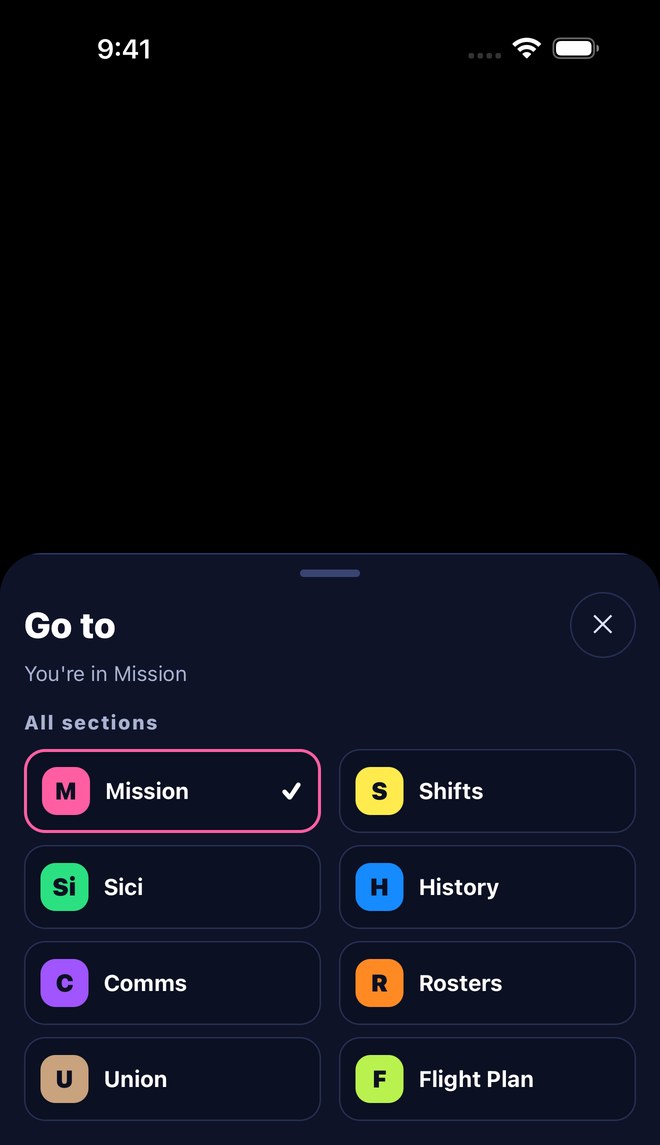 9:41
Go to
You're in Mission
All sections
M Mission
S Shifts
Si Sici
H History
C Comms
R Rosters
U Union
F Flight Plan